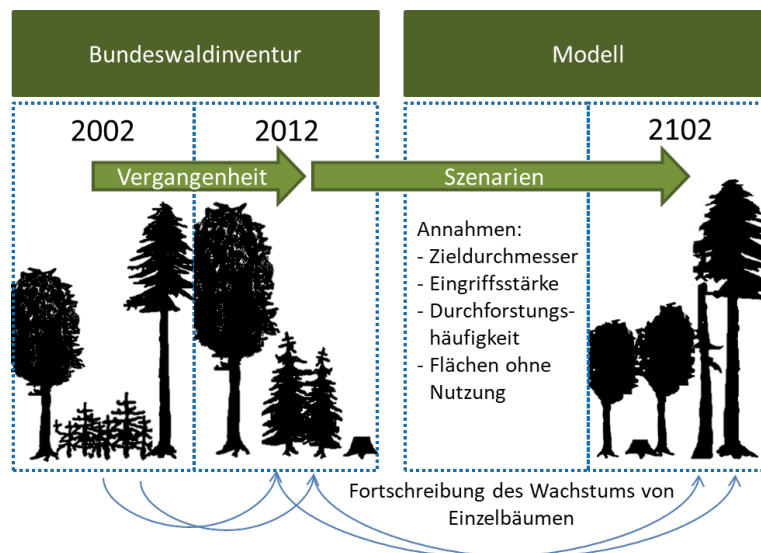 Bundeswaldinventur
Modell
2002
2012
2102
Vergangenheit
Szenarien
Annahmen:
- Zieldurchmesser
- Eingriffsstärke
- Durchforstungs-
häufigkeit
- Flächen ohne
Nutzung
Fortschreibung des Wachstums von
Einzelbäumen